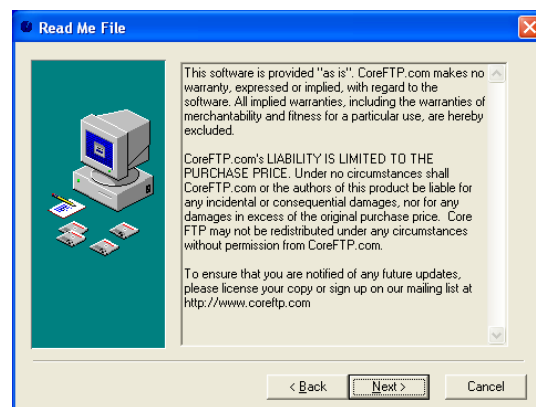 Read Me File
This software is provided "as is". CoreFTP.com makes no
warranty, expressed or implied, with regard to the
software. All implied warranties, including the warranties of
merchantability and fitness for a particular use, are hereby
excluded.
CoreFTP.com's LIABILITY IS LIMITED TO THE
PURCHASE PRICE. Under no circumstances shall
CoreFTP.com or the authors of this product be liable for
any incidental or consequential damages, nor for any
damages in excess of the original purchase price. Core
FTP may not be redistributed under any circumstances
without permission from CoreFTP.com.
To ensure that you are notified of any future updates,
please license your copy or sign up on our mailing list at
http://www.coreftp.com
< Back Next > Cancel